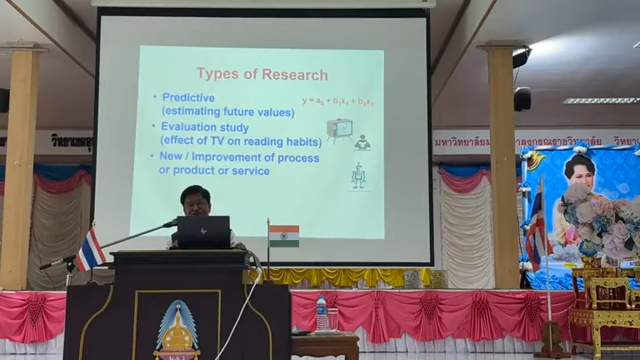 Types of Research
• Predictive
(estimating future values)
y = a₀ + b₁x₁ + b₂x₂
• Evaluation study
(effect of TV on reading habits)
• New / Improvement of process
or product or service
hp